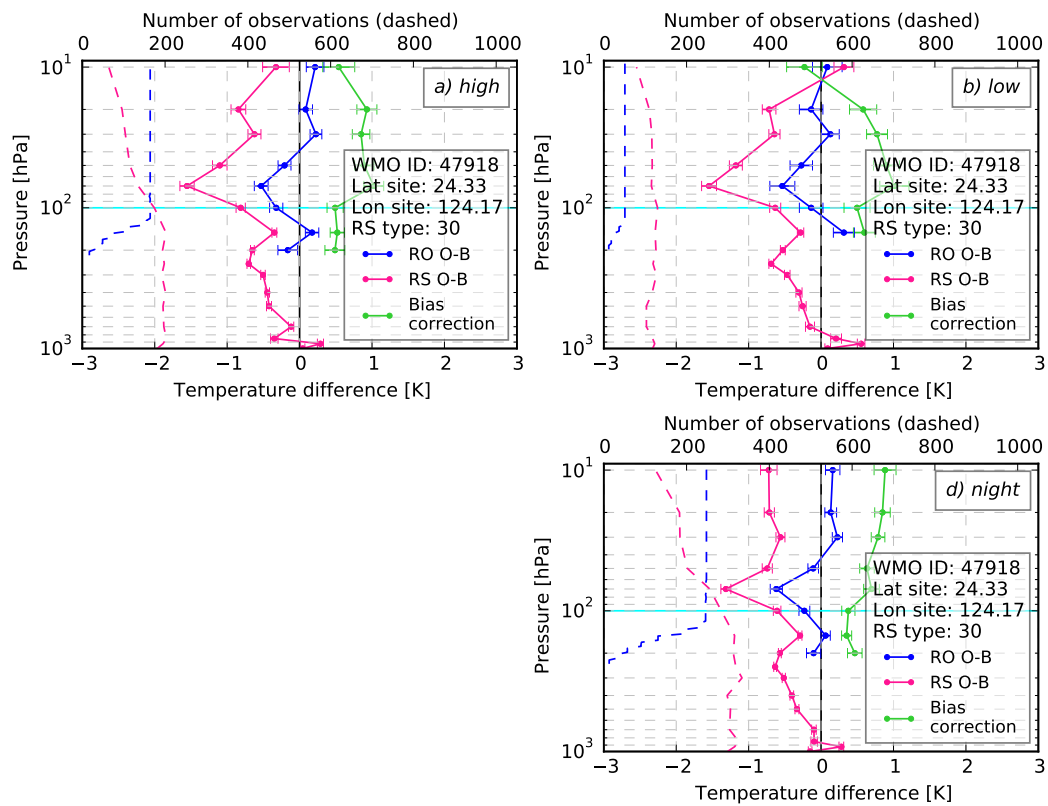 Number of observations (dashed)
0 200 400 600 800 1000
10¹
10²
10³
Pressure [hPa]
a) high
WMO ID: 47918
Lat site: 24.33
Lon site: 124.17
RS type: 30
RO O-B
RS O-B
Bias
correction
−3 −2 −1 0 1 2 3
Temperature difference [K]
Number of observations (dashed)
0 200 400 600 800 1000
10¹
10²
10³
Pressure [hPa]
b) low
WMO ID: 47918
Lat site: 24.33
Lon site: 124.17
RS type: 30
RO O-B
RS O-B
Bias
correction
−3 −2 −1 0 1 2 3
Temperature difference [K]
Number of observations (dashed)
0 200 400 600 800 1000
10¹
10²
10³
Pressure [hPa]
d) night
WMO ID: 47918
Lat site: 24.33
Lon site: 124.17
RS type: 30
RO O-B
RS O-B
Bias
correction
−3 −2 −1 0 1 2 3
Temperature difference [K]